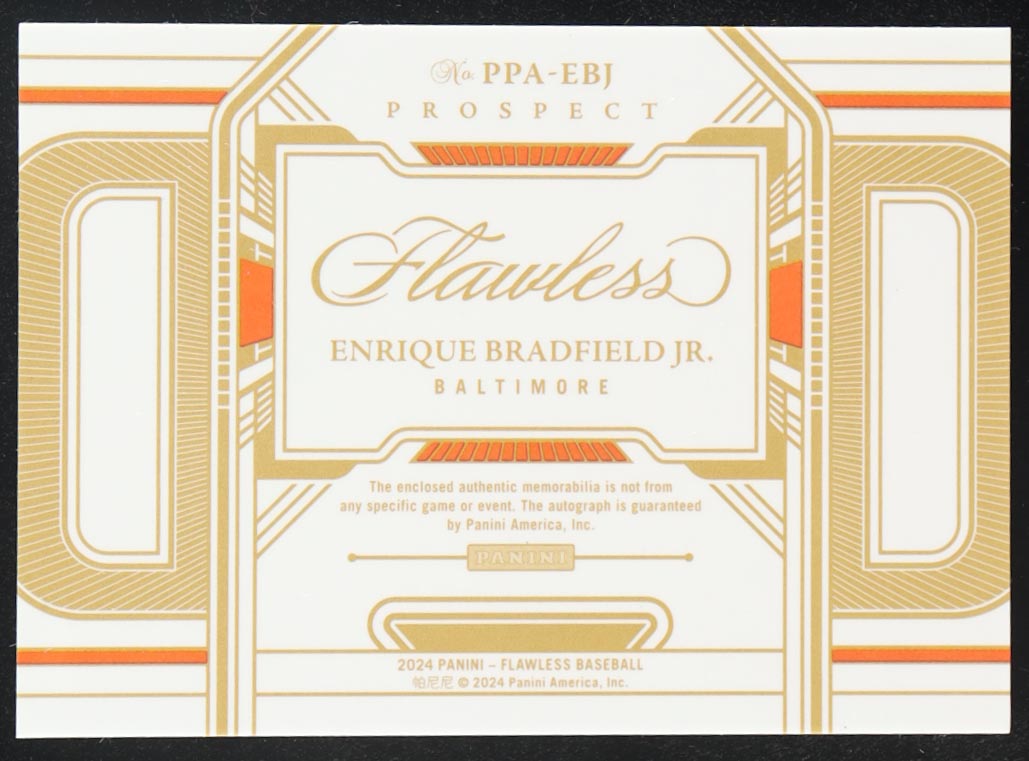 No. PPA-EBJ
PROSPECT
Flawless
ENRIQUE BRADFIELD JR.
BALTIMORE
The enclosed authentic memorabilia is not from
any specific game or event. The autograph is guaranteed
by Panini America, Inc.
PANINI
2024 PANINI – FLAWLESS BASEBALL
帕尼尼 © 2024 Panini America, Inc.